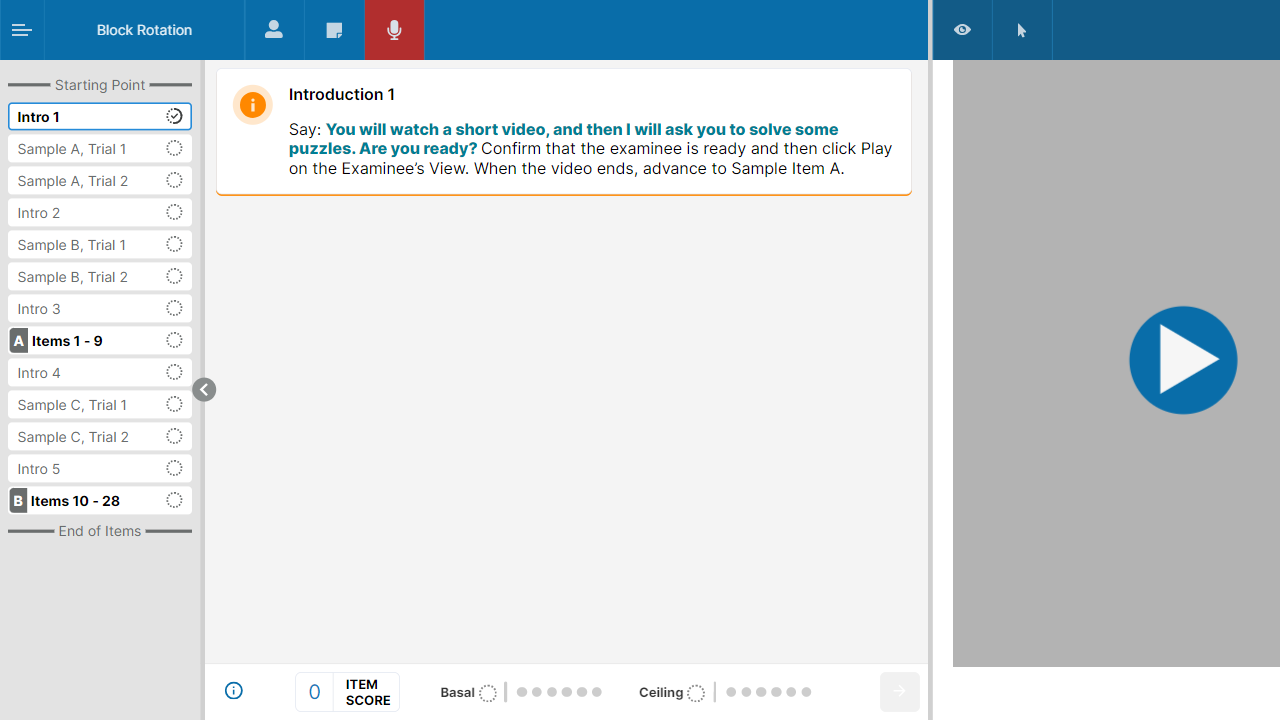 Block Rotation
Starting Point
Intro 1
Sample A, Trial 1
Sample A, Trial 2
Intro 2
Sample B, Trial 1
Sample B, Trial 2
Intro 3
A Items 1 - 9
Intro 4
Sample C, Trial 1
Sample C, Trial 2
Intro 5
B Items 10 - 28
End of Items
Introduction 1
Say: You will watch a short video, and then I will ask you to solve some
puzzles. Are you ready? Confirm that the examinee is ready and then click Play
on the Examinee’s View. When the video ends, advance to Sample Item A.
0 ITEM
SCORE
Basal
Ceiling